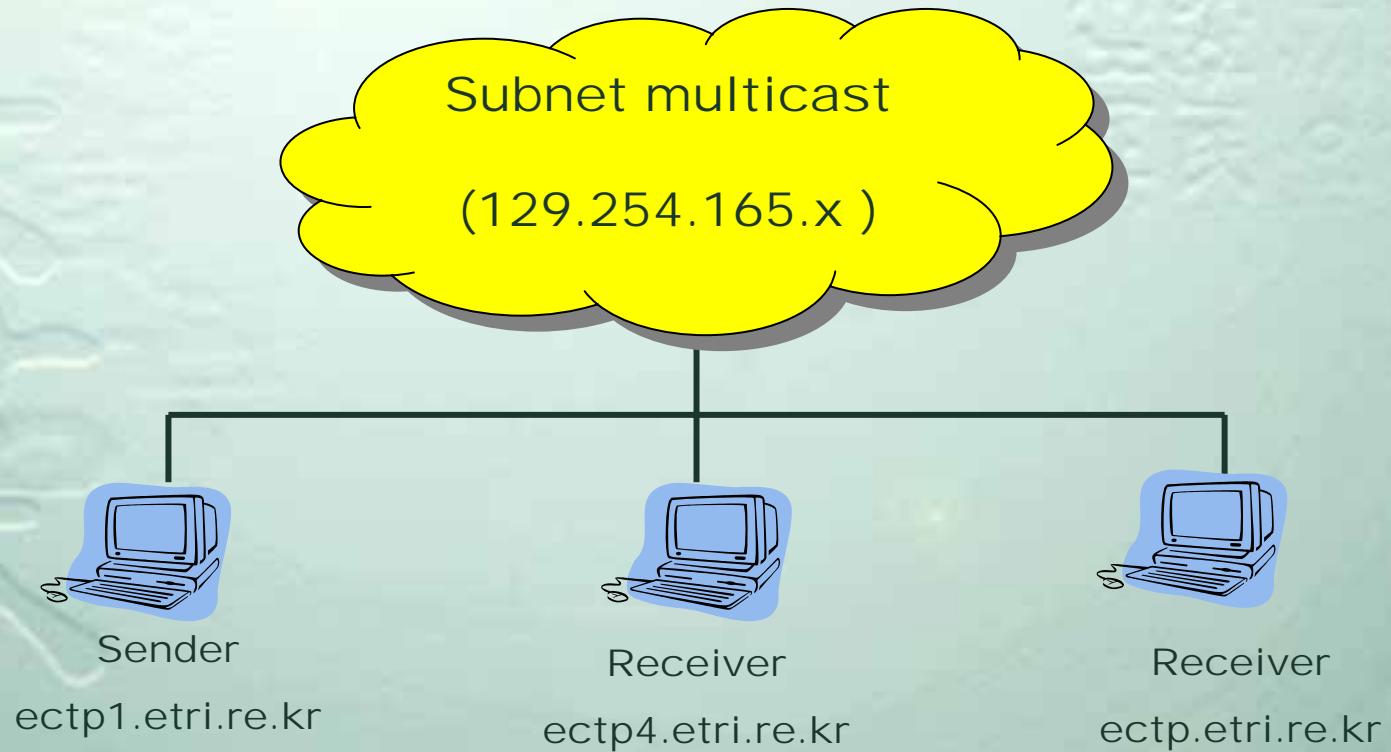 Subnet multicast
(129.254.165.x )
Sender
ectp1.etri.re.kr
Receiver
ectp4.etri.re.kr
Receiver
ectp.etri.re.kr